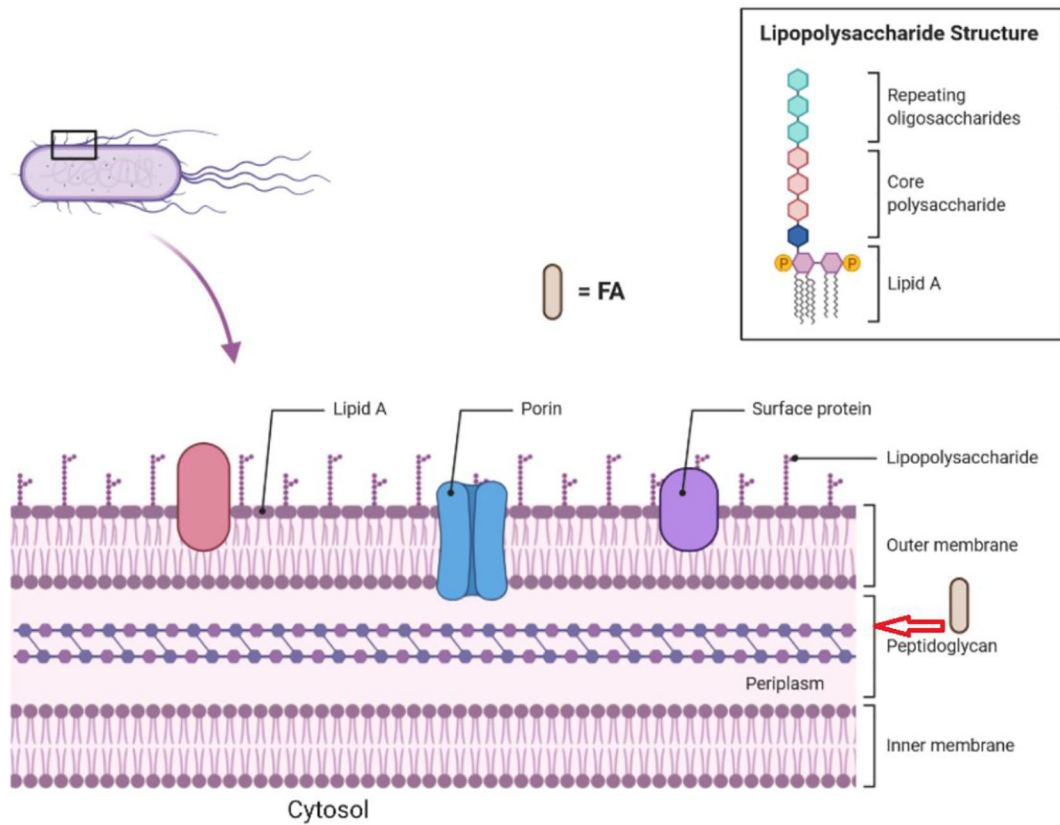 Lipopolysaccharide Structure
Repeating
oligosaccharides
Core
polysaccharide
P
P
Lipid A
= FA
Lipid A
Porin
Surface protein
Lipopolysaccharide
Outer membrane
Peptidoglycan
Periplasm
Inner membrane
Cytosol